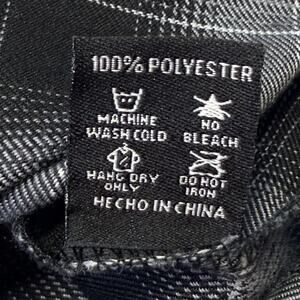 100% POLYESTER
MACHINE
WASH COLD
NO
BLEACH
HANG DRY
ONLY
DO NOT
IRON
HECHO IN CHINA